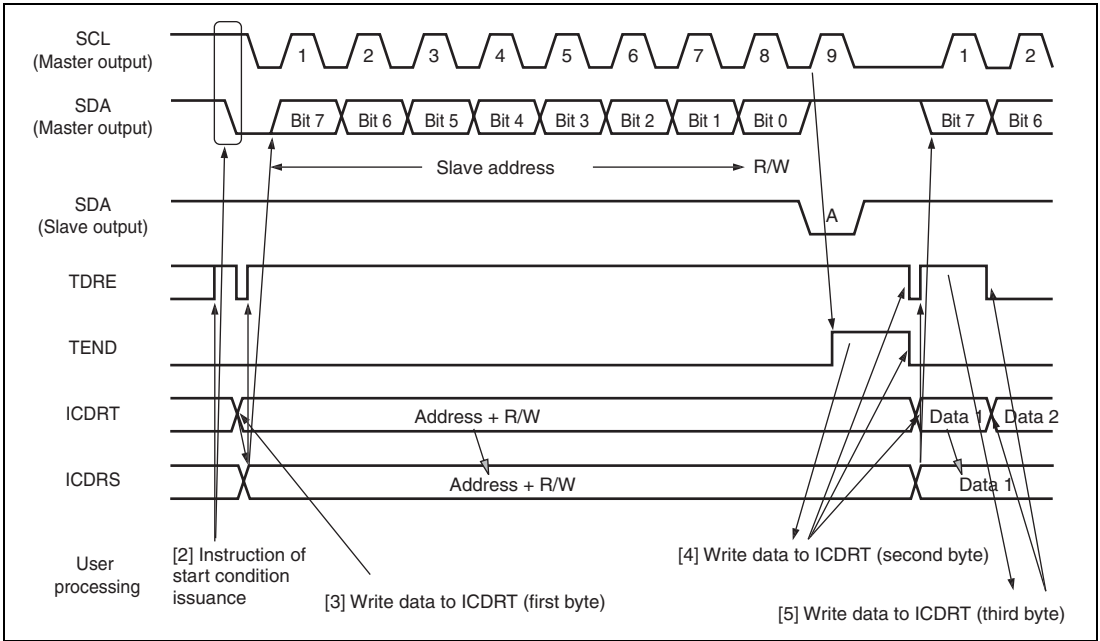 SCL
(Master output)
1 2 3 4 5 6 7 8 9 1 2
SDA
(Master output)
Bit 7 Bit 6 Bit 5 Bit 4 Bit 3 Bit 2 Bit 1 Bit 0 Bit 7 Bit 6
Slave address R/W
SDA
(Slave output)
A
TDRE
TEND
ICDRT
Address + R/W Data 1 Data 2
ICDRS
Address + R/W Data 1
User
processing
[2] Instruction of
start condition
issuance
[3] Write data to ICDRT (first byte)
[4] Write data to ICDRT (second byte)
[5] Write data to ICDRT (third byte)